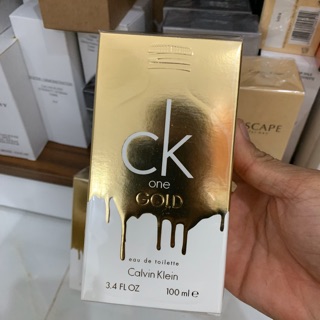 ck
one
GOLD
eau de toilette
Calvin Klein
3.4 FL OZ 100 ml e
SCAPE